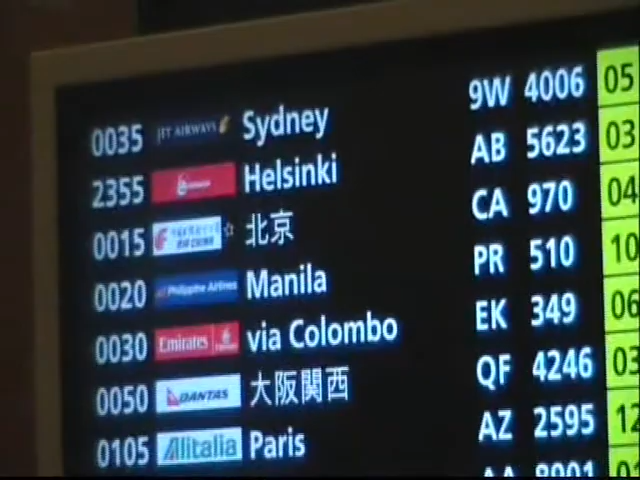 0035 JET AIRWAYS Sydney 9W 4006 05
2355 Helsinki AB 5623 03
0015 AIR CHINA 北京 CA 970 04
0020 Philippine Airlines Manila PR 510 10
0030 Emirates via Colombo EK 349 06
0050 QANTAS 大阪関西 QF 4246 03
0105 Alitalia Paris AZ 2595 12